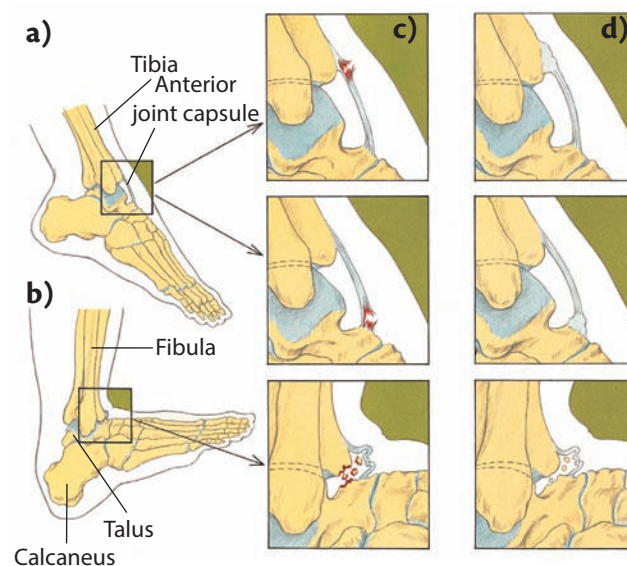 a)
c)
d)
Tibia
Anterior
joint capsule
b)
Fibula
Talus
Calcaneus